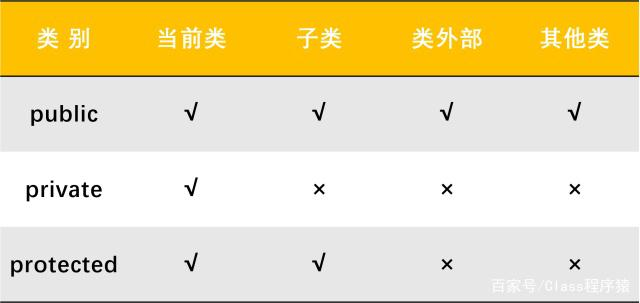 类 别 当前类 子类 类外部 其他类
public √ √ √ √
private √ × × ×
protected √ √ × ×
百家号/Class程序猿